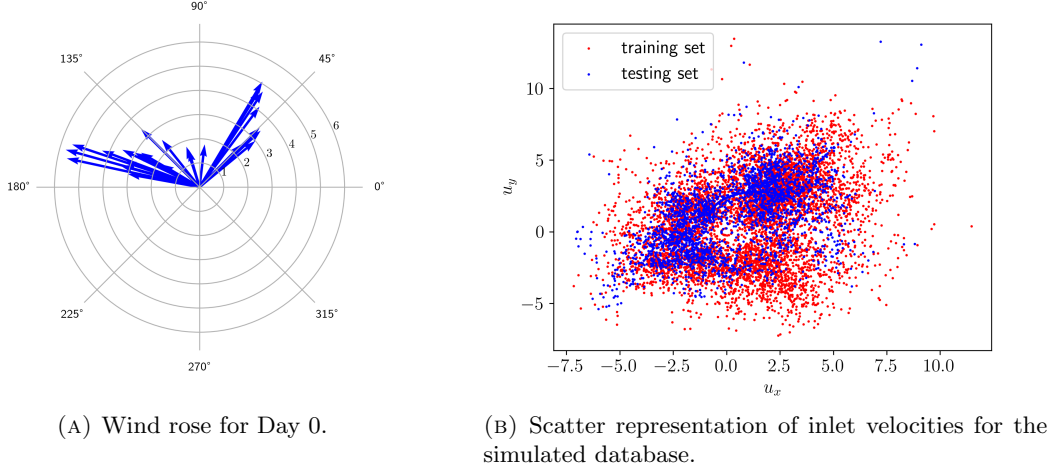 90°
135°
45°
6
5
4
3
2
1
180°
0°
225°
315°
270°
training set
testing set
10
5
0
−5
u_y
−7.5 −5.0 −2.5 0.0 2.5 5.0 7.5 10.0
u_x
(A) Wind rose for Day 0.
(B) Scatter representation of inlet velocities for the
simulated database.